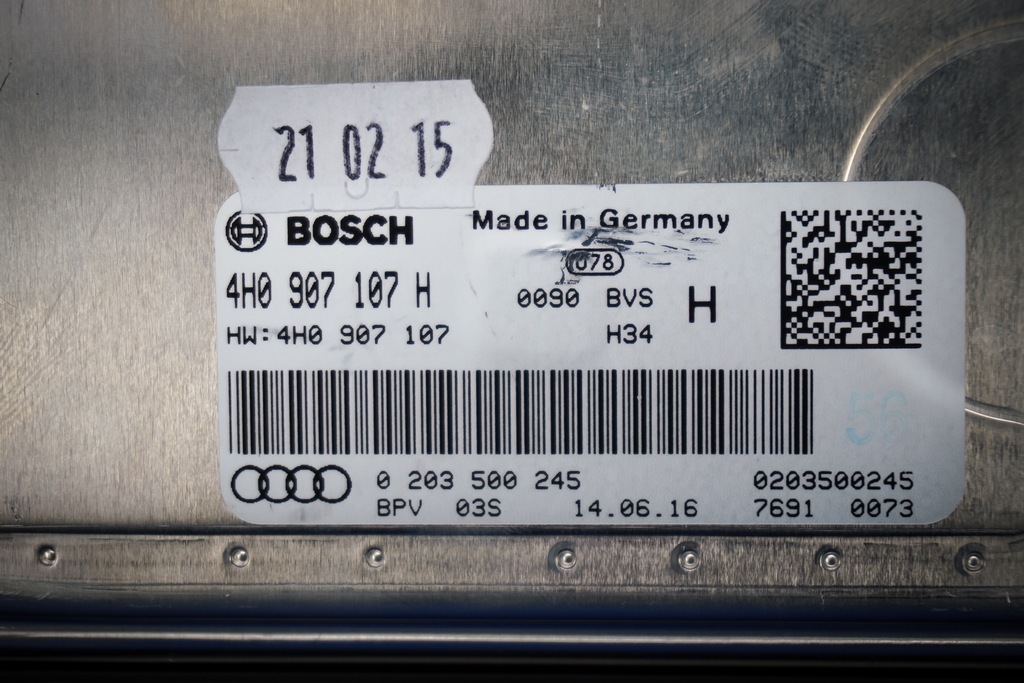 21 02 15
BOSCH
Made in Germany
078
4H0 907 107 H
0090 BVS H
HW: 4H0 907 107
H34
56
0 203 500 245
0203500245
BPV 03S 14.06.16
7691 0073